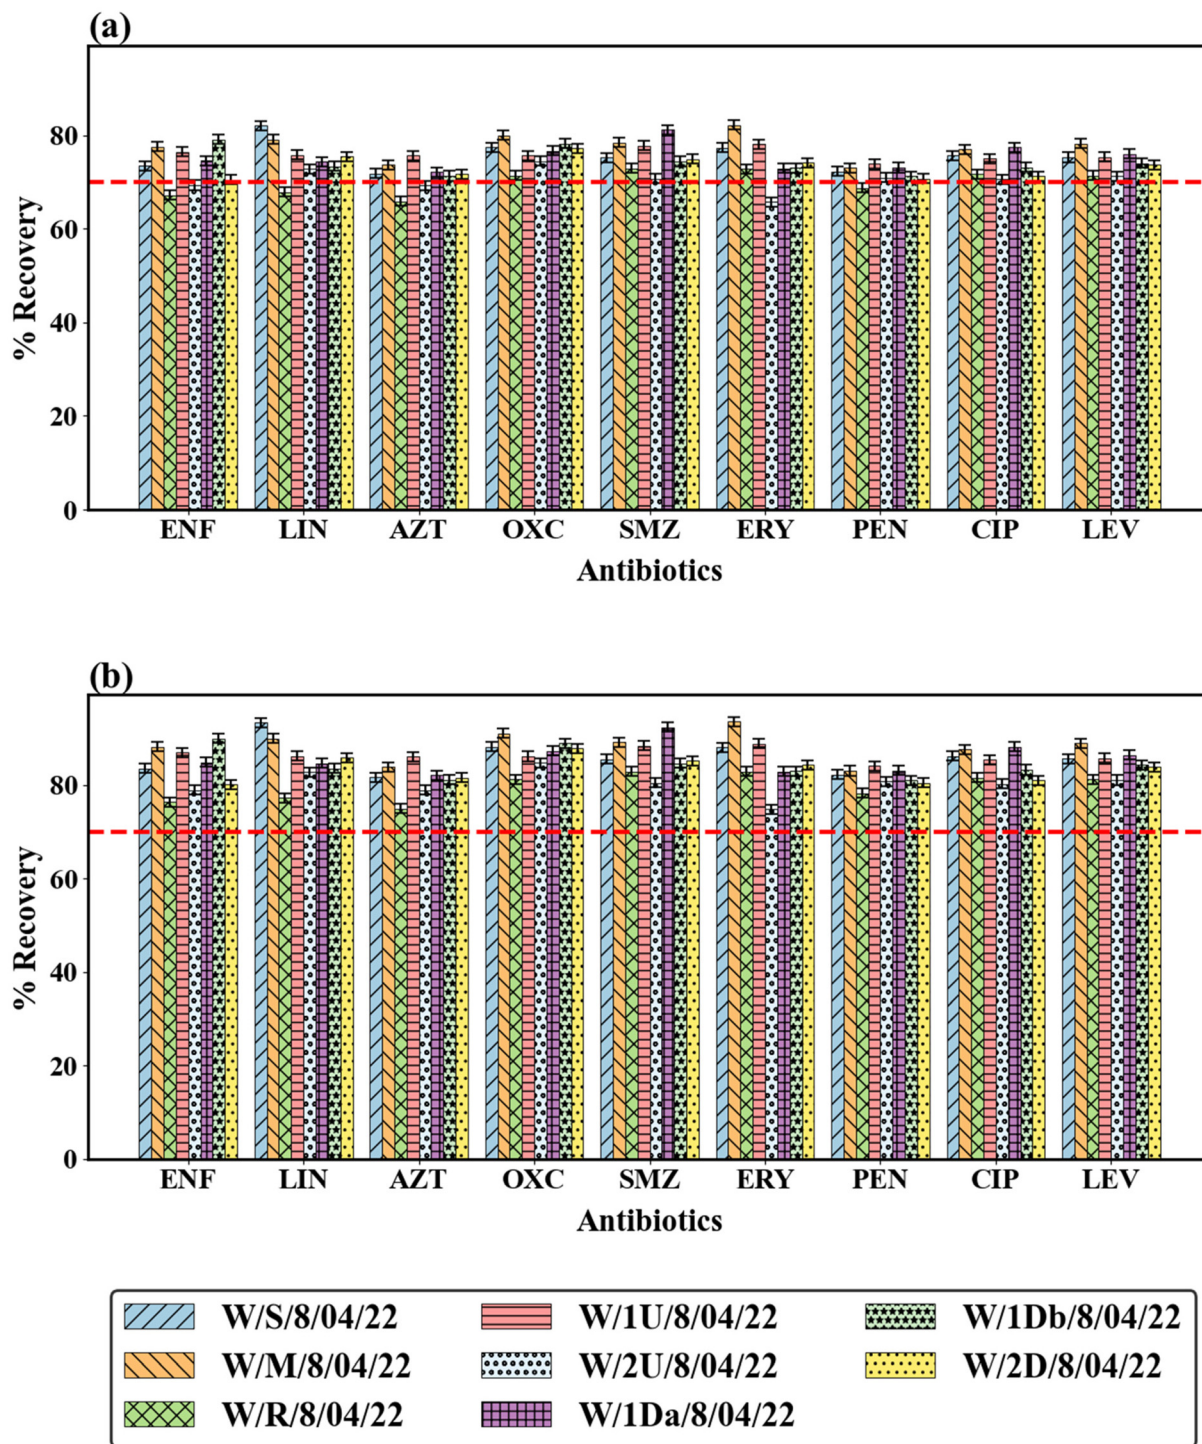 (a)
80
60
40
20
0
% Recovery
ENF LIN AZT OXC SMZ ERY PEN CIP LEV
Antibiotics
(b)
80
60
40
20
0
% Recovery
ENF LIN AZT OXC SMZ ERY PEN CIP LEV
Antibiotics
W/S/8/04/22 W/1U/8/04/22 W/1Db/8/04/22
W/M/8/04/22 W/2U/8/04/22 W/2D/8/04/22
W/R/8/04/22 W/1Da/8/04/22